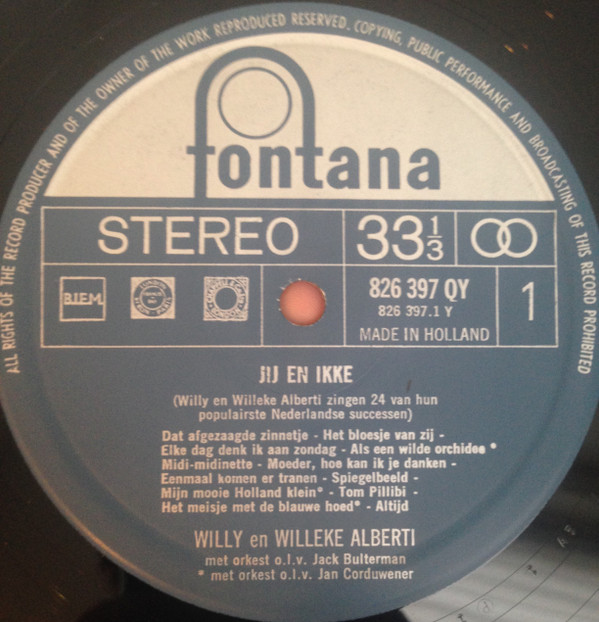 ALL RIGHTS OF THE RECORD PRODUCER AND OF THE OWNER OF THE WORK REPRODUCED RESERVED. COPYING, PUBLIC PERFORMANCE AND BROADCASTING OF THIS RECORD PROHIBITED
fontana
STEREO 33 1/3
B.I.E.M. 826 397 QY 1
826 397.1 Y
MADE IN HOLLAND
JIJ EN IKKE
(Willy en Willeke Alberti zingen 24 van hun
populairste Nederlandse successen)
Dat afgezaagde zinnetje - Het bloesje van zij -
Elke dag denk ik aan zondag - Als een wilde orchidee *
Midi-midinette - Moeder, hoe kan ik je danken -
Eenmaal komen er tranen - Spiegelbeeld -
Mijn mooie Holland klein* - Tom Pillibi -
Het meisje met de blauwe hoed* - Altijd
WILLY en WILLEKE ALBERTI
met orkest o.l.v. Jack Bulterman
* met orkest o.l.v. Jan Corduwener